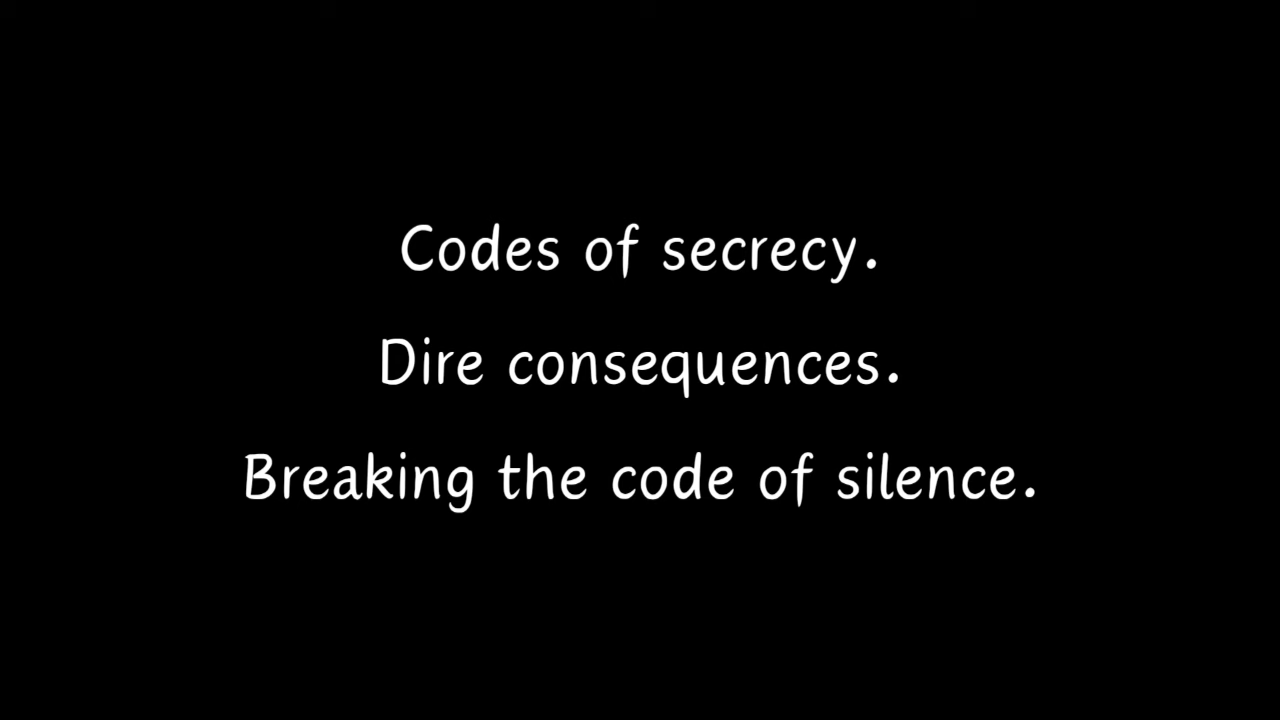 Codes of secrecy.
Dire consequences.
Breaking the code of silence.